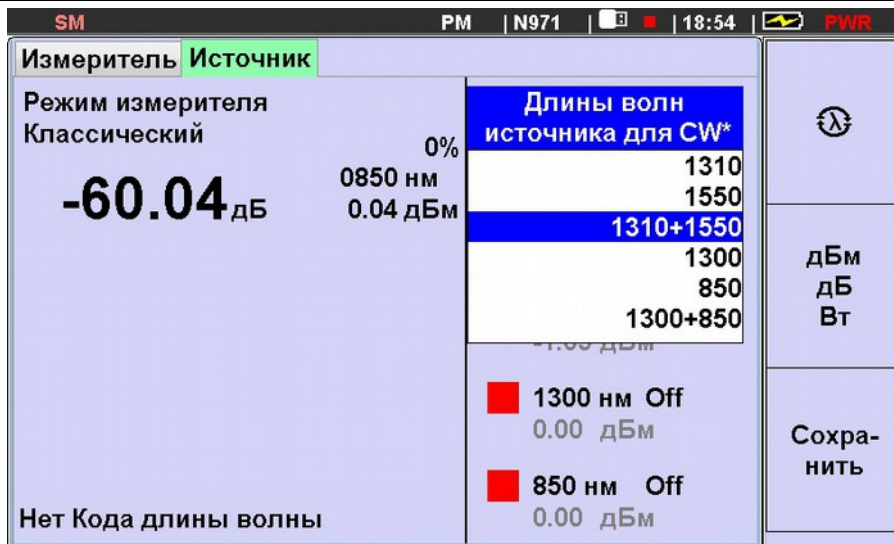 SM PM | N971 | | 18:54 | PWR
Измеритель Источник
Режим измерителя
Классический
0%
0850 нм
-60.04 дБ 0.04 дБм
Нет Кода длины волны
Длины волн
источника для CW*
1310
1550
1310+1550
1300
850
1300+850
1300 нм Off
0.00 дБм
850 нм Off
0.00 дБм
λ
дБм
дБ
Вт
Сохра-
нить